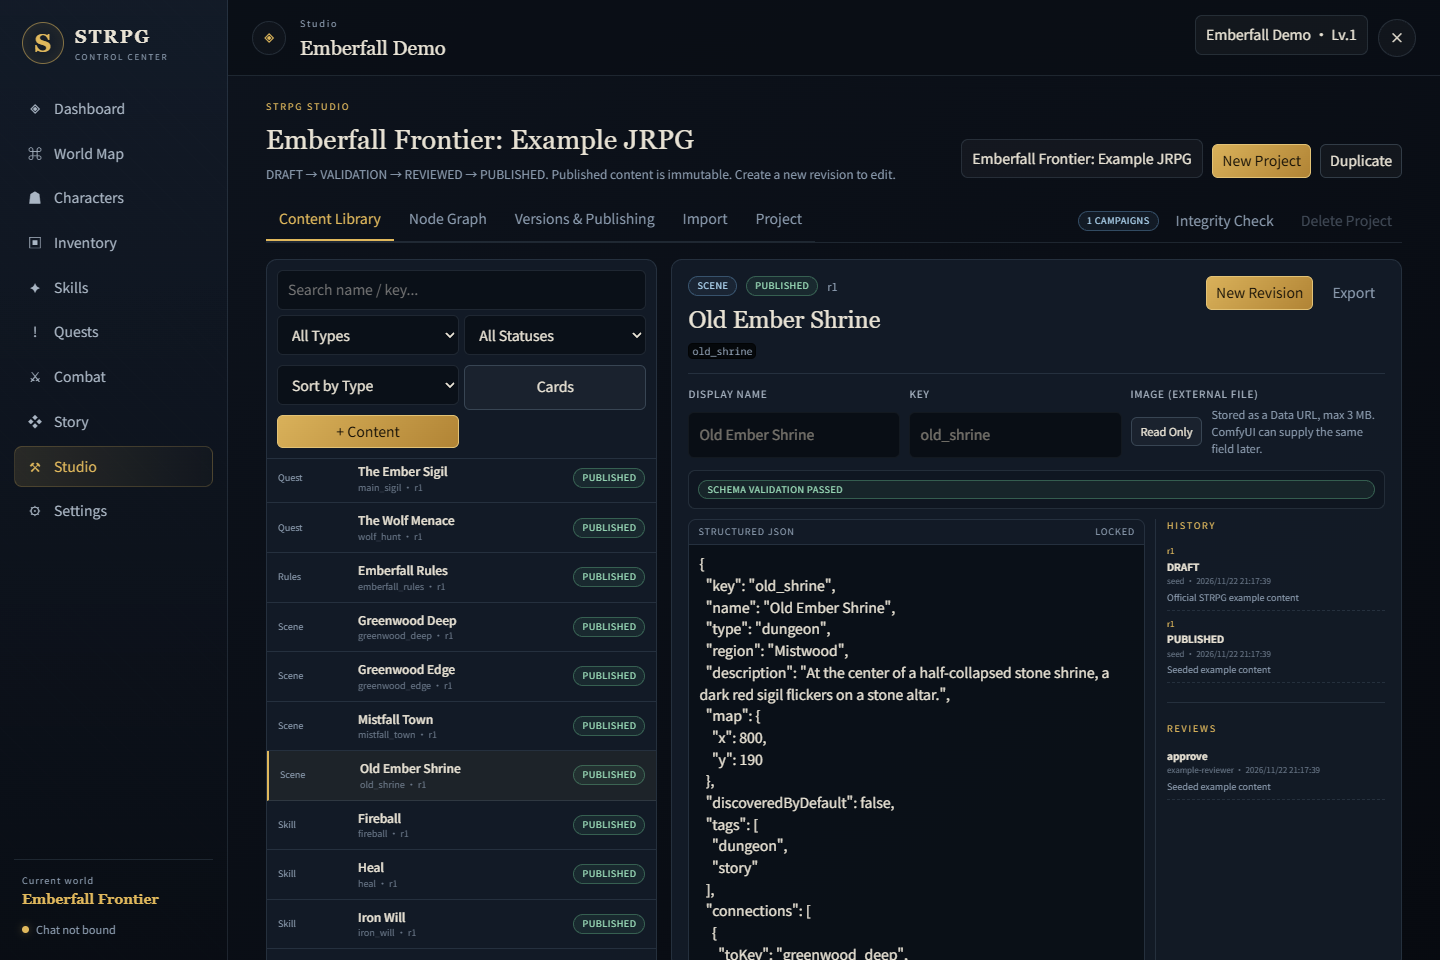 S
STRPG
CONTROL CENTER
Dashboard
World Map
Characters
Inventory
Skills
Quests
Combat
Story
Studio
Settings
Current world
Emberfall Frontier
Chat not bound
Studio
Emberfall Demo
Emberfall Demo • Lv.1
STRPG STUDIO
Emberfall Frontier: Example JRPG
DRAFT → VALIDATION → REVIEWED → PUBLISHED. Published content is immutable. Create a new revision to edit.
Emberfall Frontier: Example JRPG
New Project
Duplicate
Content Library
Node Graph
Versions & Publishing
Import
Project
1 CAMPAIGNS
Integrity Check
Delete Project
Search name / key...
All Types
All Statuses
Sort by Type
Cards
+ Content
Quest
The Ember Sigil
main_sigil • r1
PUBLISHED
Quest
The Wolf Menace
wolf_hunt • r1
PUBLISHED
Rules
Emberfall Rules
emberfall_rules • r1
PUBLISHED
Scene
Greenwood Deep
greenwood_deep • r1
PUBLISHED
Scene
Greenwood Edge
greenwood_edge • r1
PUBLISHED
Scene
Mistfall Town
mistfall_town • r1
PUBLISHED
Scene
Old Ember Shrine
old_shrine • r1
PUBLISHED
Skill
Fireball
fireball • r1
PUBLISHED
Skill
Heal
heal • r1
PUBLISHED
Skill
Iron Will
iron_will • r1
PUBLISHED
SCENE
PUBLISHED
r1
New Revision
Export
Old Ember Shrine
old_shrine
DISPLAY NAME
Old Ember Shrine
KEY
old_shrine
IMAGE (EXTERNAL FILE)
Read Only
Stored as a Data URL, max 3 MB.
ComfyUI can supply the same
field later.
SCHEMA VALIDATION PASSED
STRUCTURED JSON
LOCKED
{
"key": "old_shrine",
"name": "Old Ember Shrine",
"type": "dungeon",
"region": "Mistwood",
"description": "At the center of a half-collapsed stone shrine, a
dark red sigil flickers on a stone altar.",
"map": {
"x": 800,
"y": 190
},
"discoveredByDefault": false,
"tags": [
"dungeon",
"story"
],
"connections": [
{
"toKey": "greenwood_deep",
HISTORY
r1
DRAFT
seed • 2026/11/22 21:17:39
Official STRPG example content
r1
PUBLISHED
seed • 2026/11/22 21:17:39
Seeded example content
REVIEWS
approve
example-reviewer • 2026/11/22 21:17:39
Seeded example content